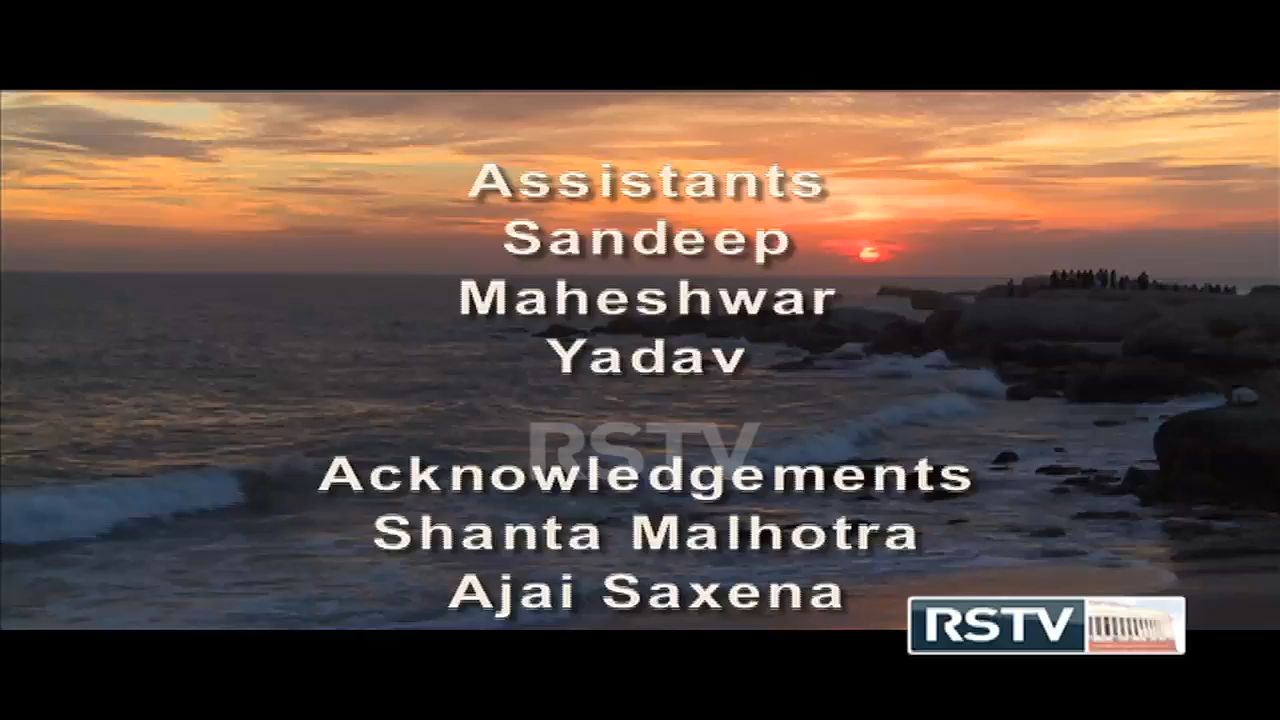 Assistants
Sandeep
Maheshwar
Yadav
RSTV
Acknowledgements
Shanta Malhotra
Ajai Saxena
RSTV